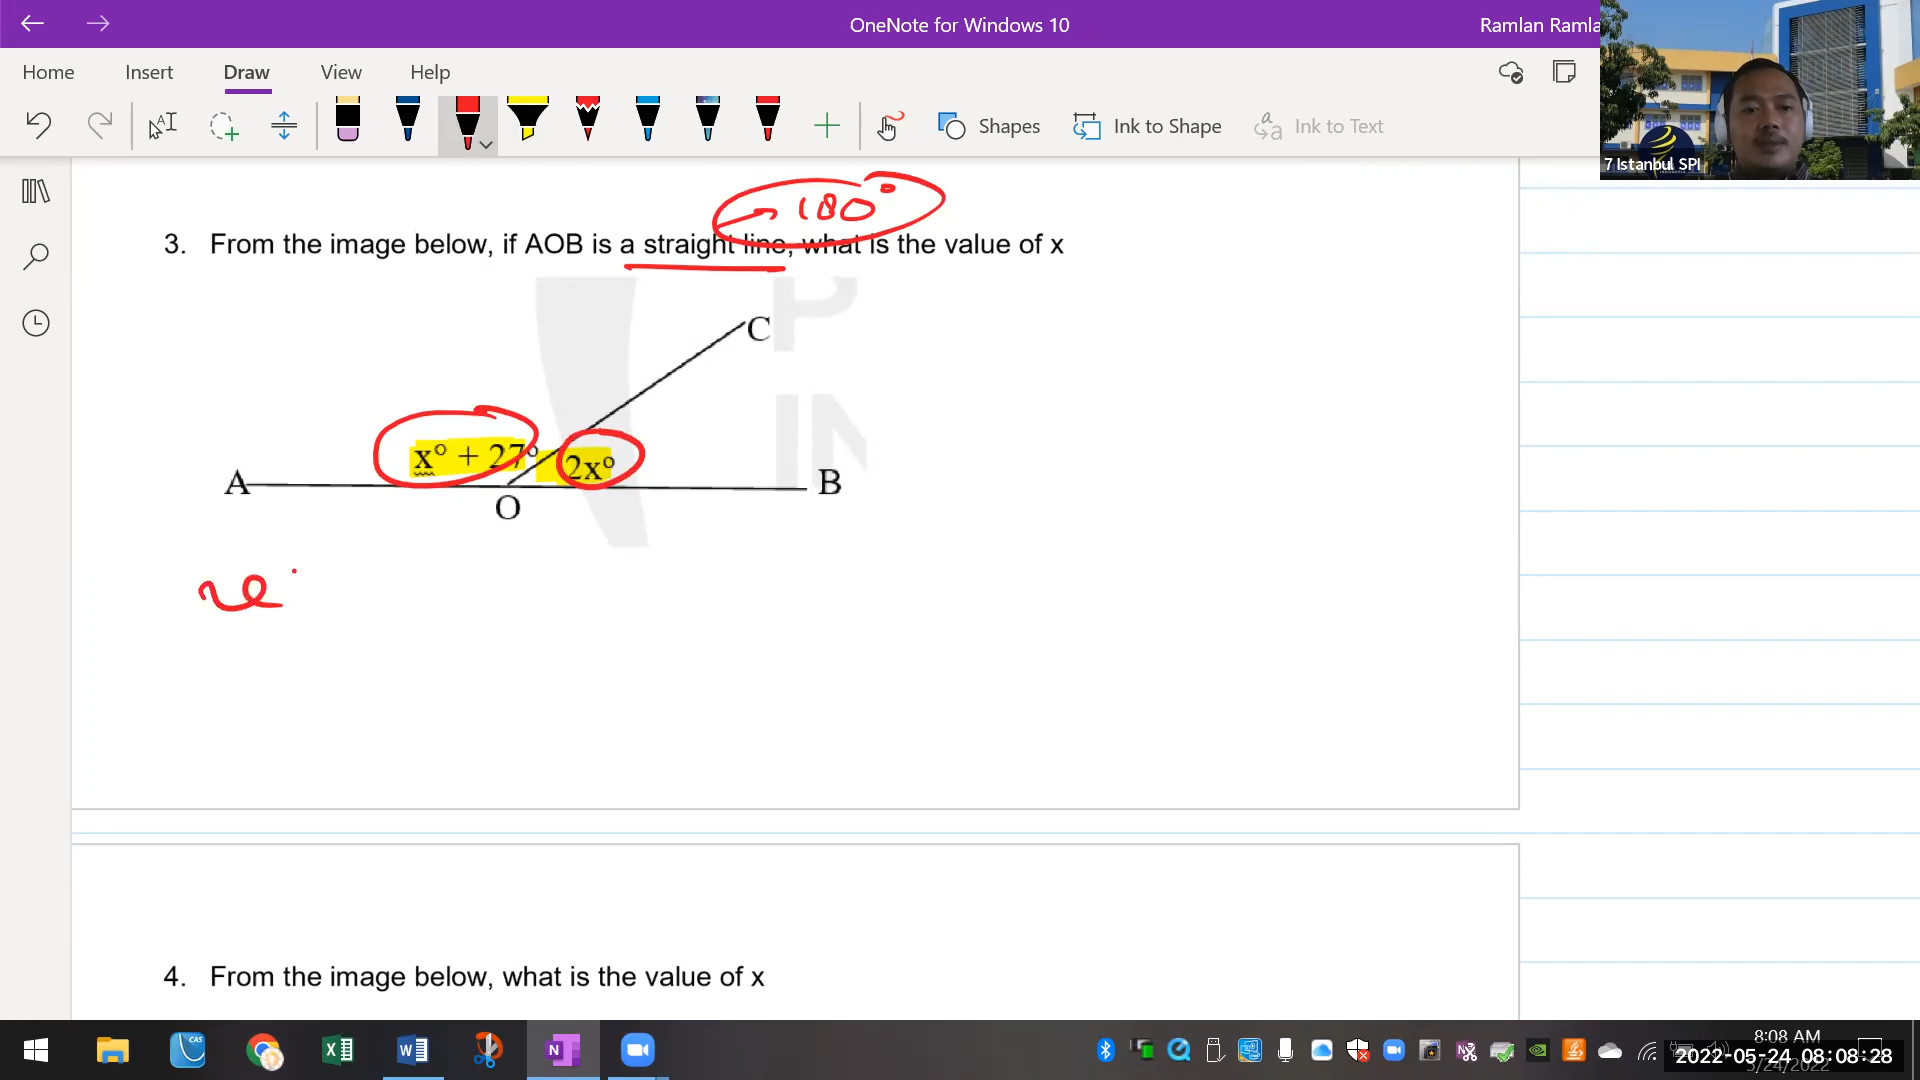 OneNote for Windows 10
Ramlan Ramla
Home Insert Draw View Help
Shapes Ink to Shape Ink to Text
7 Istanbul SPI
180°
3. From the image below, if AOB is a straight line, what is the value of x
C
x° + 27° 2x°
A B
O
x
4. From the image below, what is the value of x
8:08 AM
2022-05-24 08:08:28
5/24/2022